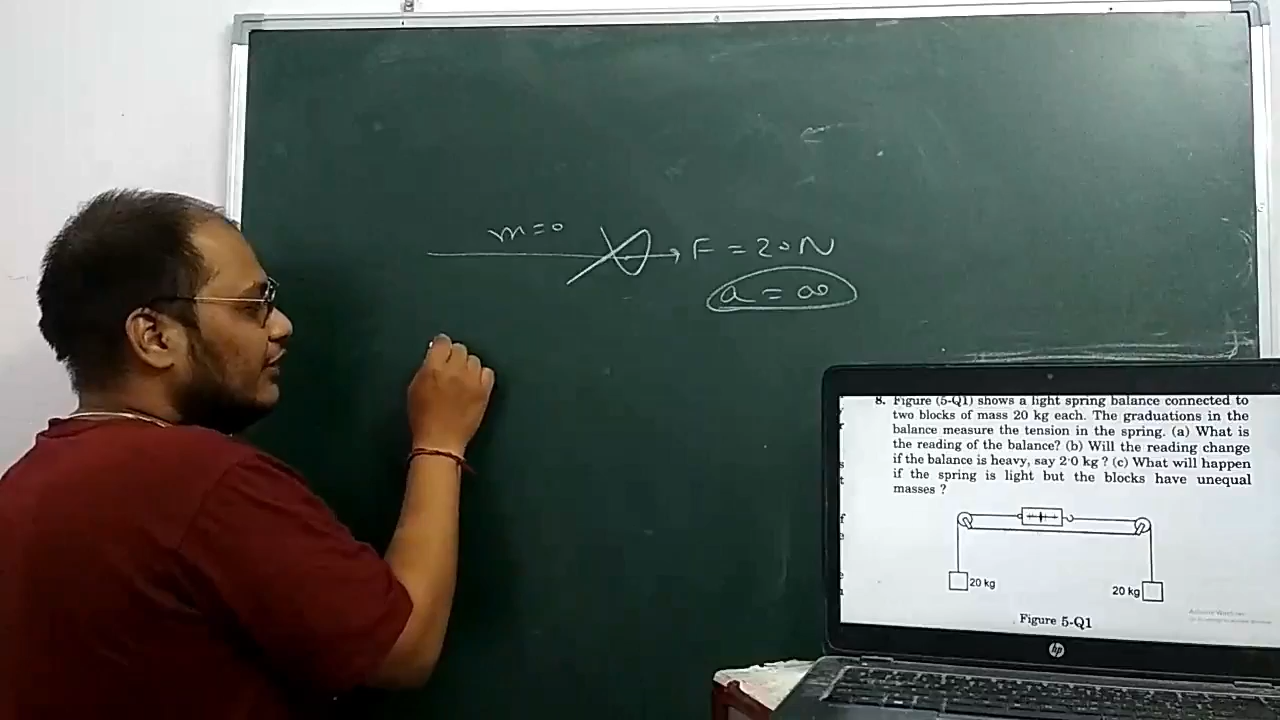 m=0
F = 20 N
a = ∞
8. Figure (5-Q1) shows a light spring balance connected to
two blocks of mass 20 kg each. The graduations in the
balance measure the tension in the spring. (a) What is
the reading of the balance? (b) Will the reading change
if the balance is heavy, say 2·0 kg ? (c) What will happen
if the spring is light but the blocks have unequal
masses ?
20 kg
20 kg
Figure 5-Q1
hp